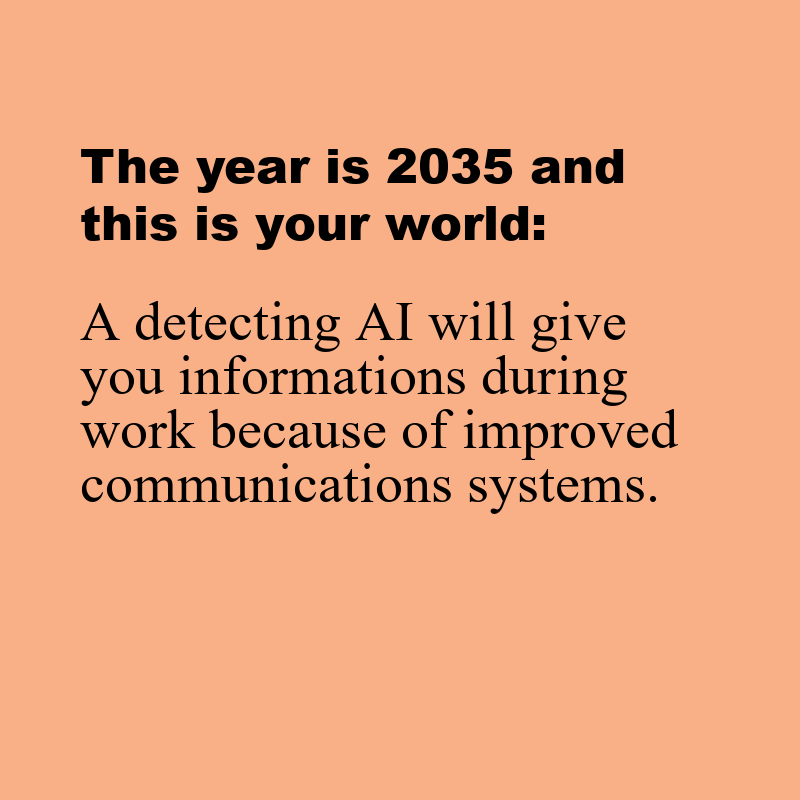 The year is 2035 and
this is your world:
A detecting AI will give
you informations during
work because of improved
communications systems.